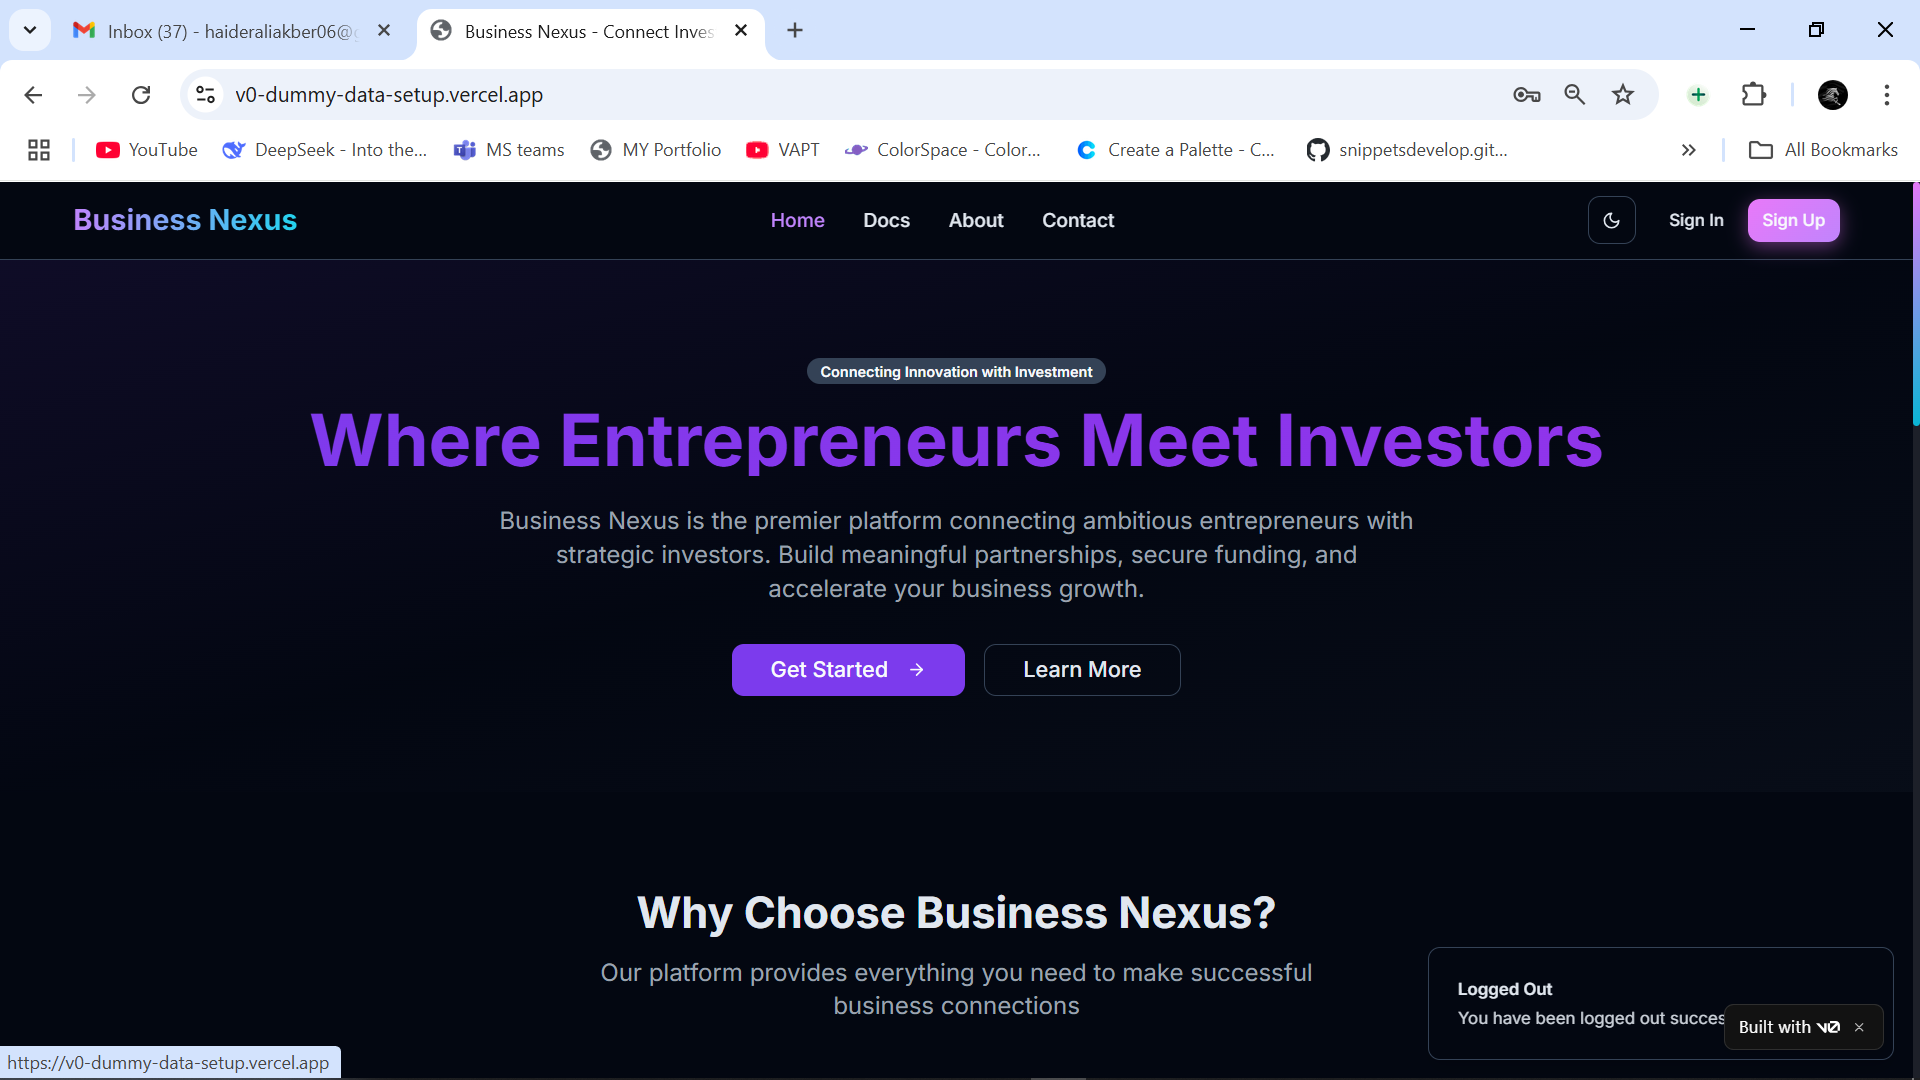 Inbox (37) - haideraliakber06@
Business Nexus - Connect Inves
v0-dummy-data-setup.vercel.app
YouTube
DeepSeek - Into the...
MS teams
MY Portfolio
VAPT
ColorSpace - Color...
Create a Palette - C...
snippetsdevelop.git...
All Bookmarks
Business Nexus
Home
Docs
About
Contact
Sign In
Sign Up
Connecting Innovation with Investment
Where Entrepreneurs Meet Investors
Business Nexus is the premier platform connecting ambitious entrepreneurs with
strategic investors. Build meaningful partnerships, secure funding, and
accelerate your business growth.
Get Started
Learn More
Why Choose Business Nexus?
Our platform provides everything you need to make successful
business connections
Logged Out
You have been logged out succes
Built with v0
https://v0-dummy-data-setup.vercel.app